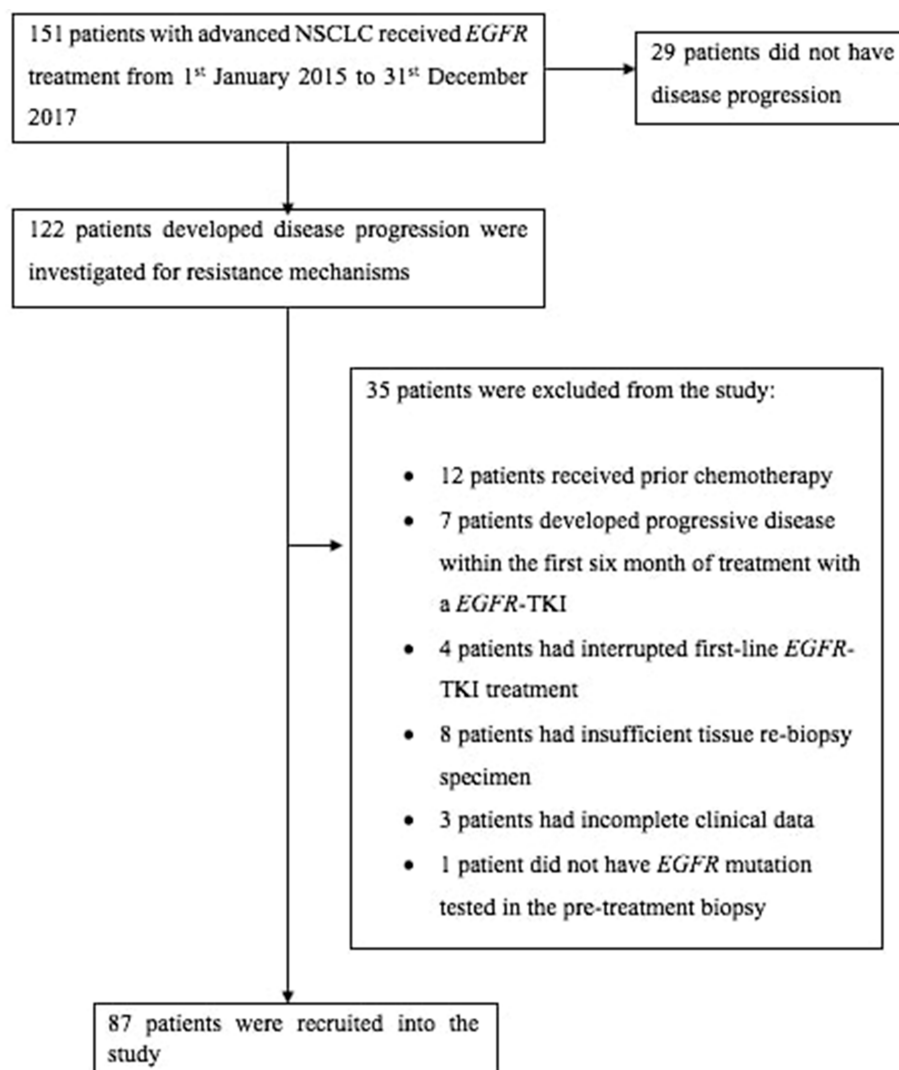 151 patients with advanced NSCLC received EGFR
treatment from 1st January 2015 to 31st December
2017
29 patients did not have
disease progression
122 patients developed disease progression were
investigated for resistance mechanisms
35 patients were excluded from the study:
• 12 patients received prior chemotherapy
• 7 patients developed progressive disease
within the first six month of treatment with
a EGFR-TKI
• 4 patients had interrupted first-line EGFR-
TKI treatment
• 8 patients had insufficient tissue re-biopsy
specimen
• 3 patients had incomplete clinical data
• 1 patient did not have EGFR mutation
tested in the pre-treatment biopsy
87 patients were recruited into the
study